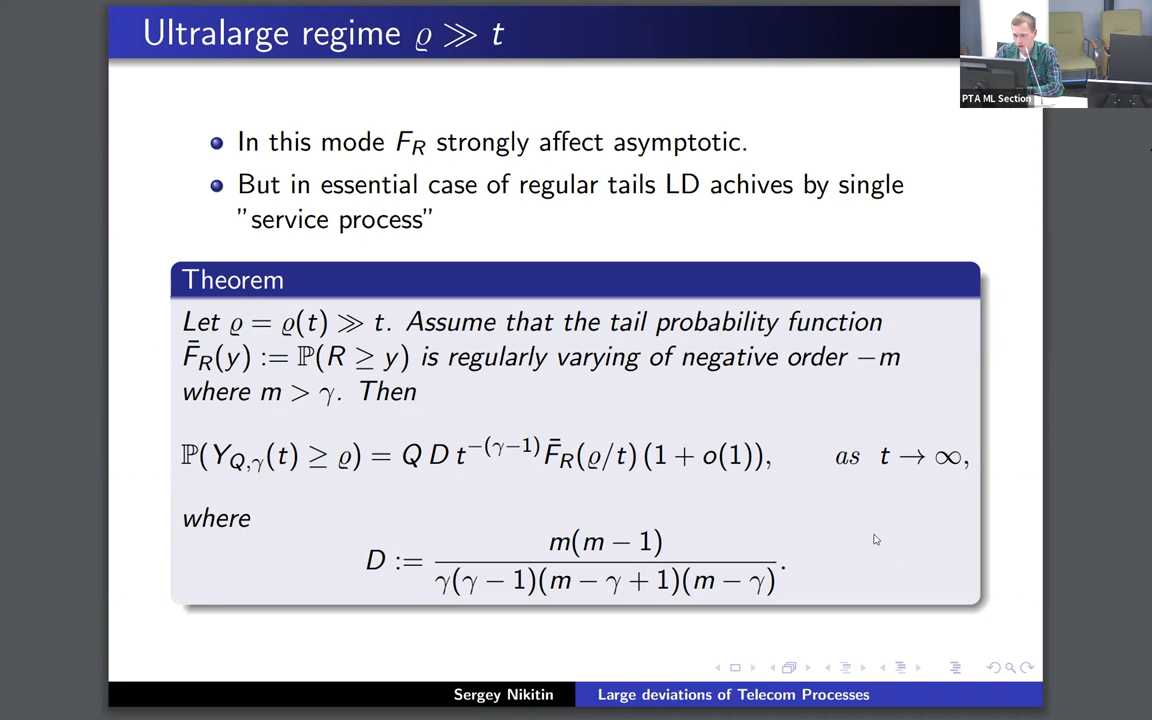 Ultralarge regime ϱ ≫ t
PTA ML Section
In this mode F_R strongly affect asymptotic.
But in essential case of regular tails LD achives by single
"service process"
Theorem
Let ϱ = ϱ(t) ≫ t. Assume that the tail probability function
F̄_R(y) := ℙ(R ≥ y) is regularly varying of negative order −m
where m > γ. Then
ℙ(Y_{Q,γ}(t) ≥ ϱ) = Q D t^{−(γ−1)} F̄_R(ϱ/t) (1 + o(1)), as t → ∞,
where
D := m(m − 1) / γ(γ − 1)(m − γ + 1)(m − γ) .
Sergey Nikitin
Large deviations of Telecom Processes